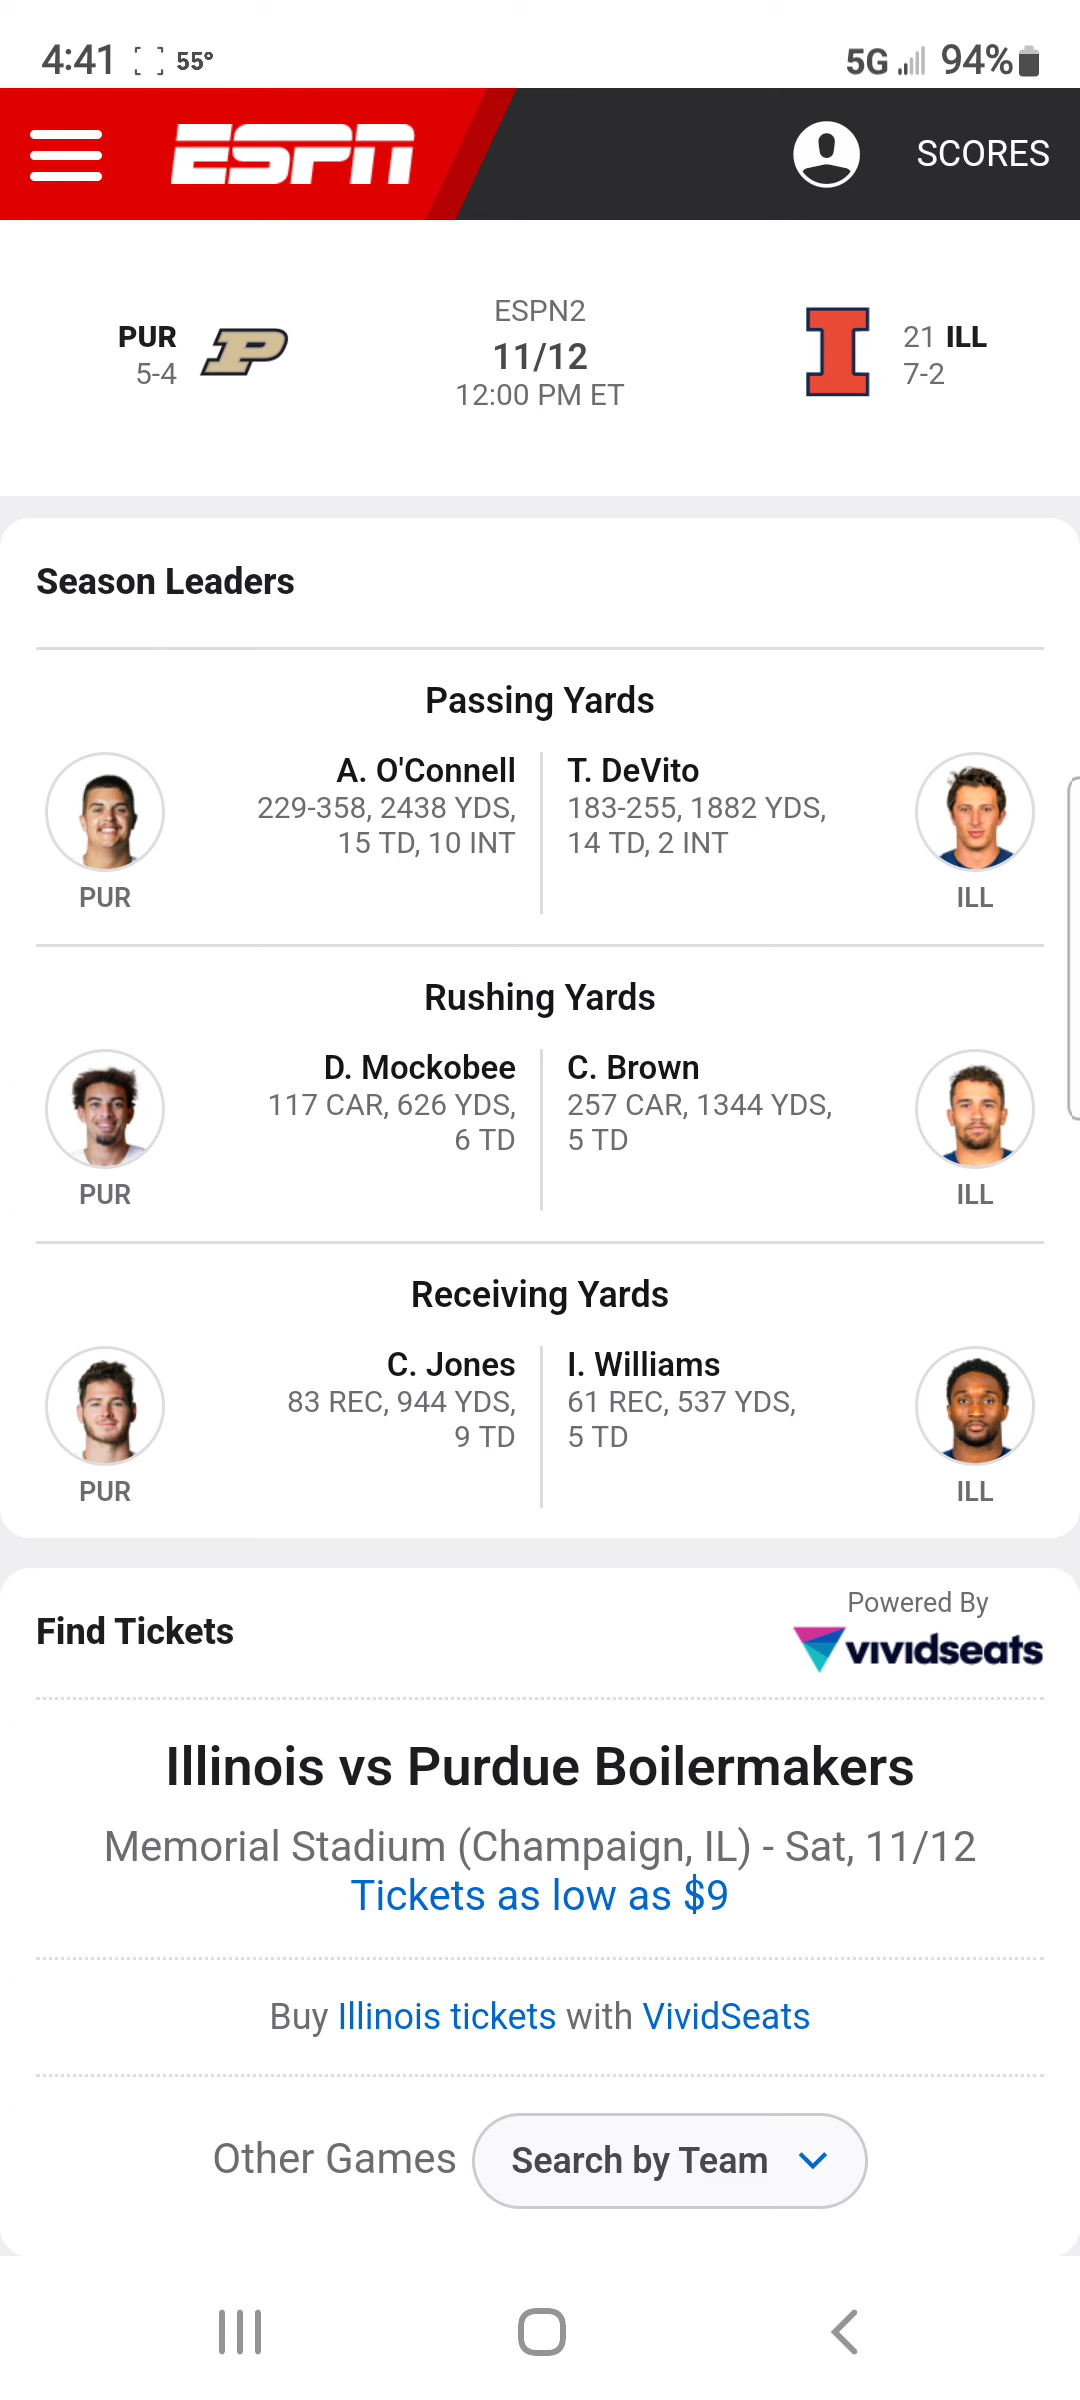 4:41 55° 5G 94%
ESPN SCORES
PUR
5-4
P
ESPN2
11/12
12:00 PM ET
I
21 ILL
7-2
Season Leaders
Passing Yards
A. O'Connell
229-358, 2438 YDS,
15 TD, 10 INT
PUR
T. DeVito
183-255, 1882 YDS,
14 TD, 2 INT
ILL
Rushing Yards
D. Mockobee
117 CAR, 626 YDS,
6 TD
PUR
C. Brown
257 CAR, 1344 YDS,
5 TD
ILL
Receiving Yards
C. Jones
83 REC, 944 YDS,
9 TD
PUR
I. Williams
61 REC, 537 YDS,
5 TD
ILL
Find Tickets
Powered By
vividseats
Illinois vs Purdue Boilermakers
Memorial Stadium (Champaign, IL) - Sat, 11/12
Tickets as low as $9
Buy Illinois tickets with VividSeats
Other Games Search by Team